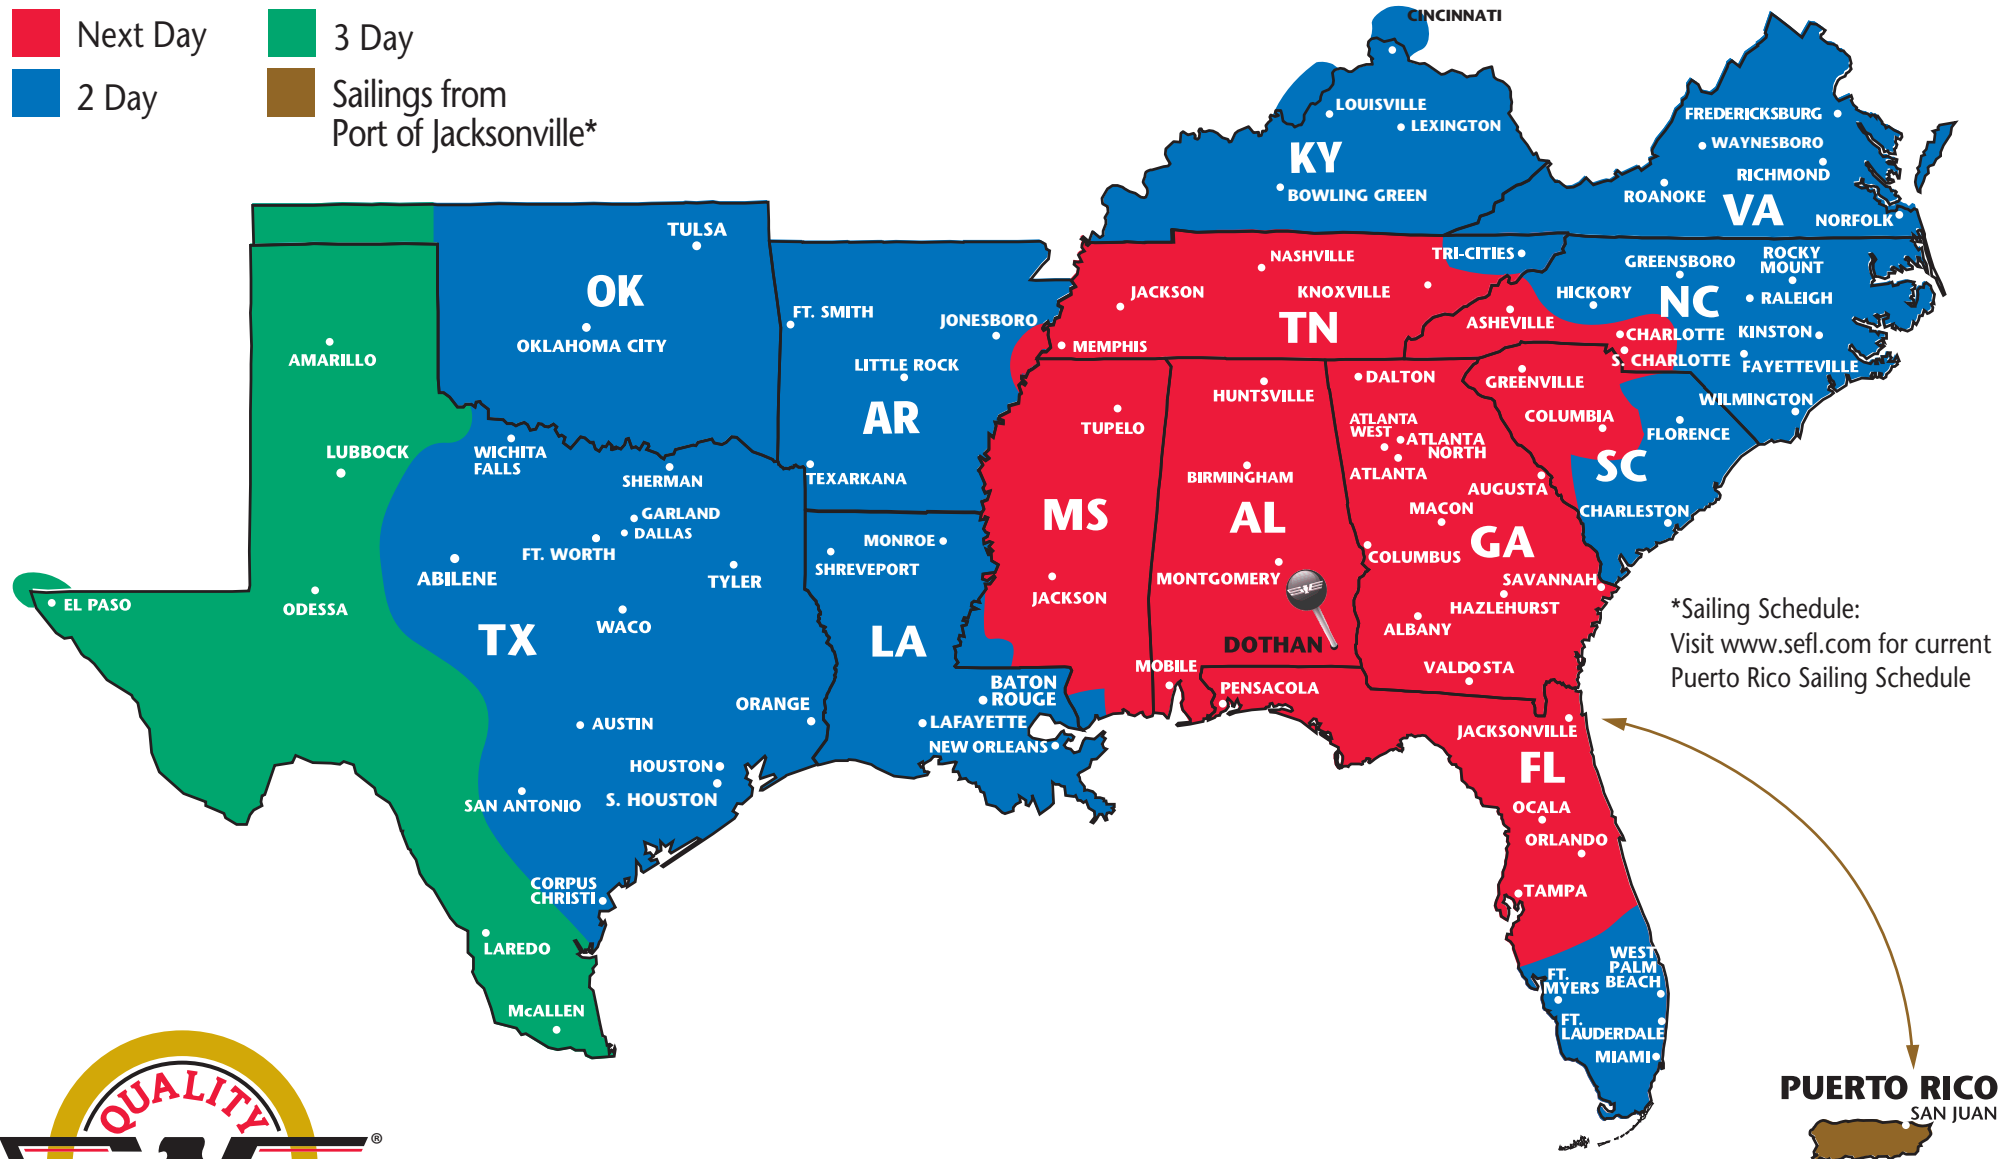 Next Day
3 Day
2 Day
Sailings from
Port of Jacksonville*
CINCINNATI
LOUISVILLE
LEXINGTON
KY
BOWLING GREEN
FREDERICKSBURG
WAYNESBORO
RICHMOND
ROANOKE
VA
NORFOLK
TULSA
OK
OKLAHOMA CITY
FT. SMITH
JONESBORO
LITTLE ROCK
AR
TEXARKANA
NASHVILLE
JACKSON
KNOXVILLE
TRI-CITIES
TN
MEMPHIS
GREENSBORO
ROCKY
MOUNT
HICKORY
NC
RALEIGH
ASHEVILLE
CHARLOTTE
KINSTON
S. CHARLOTTE
FAYETTEVILLE
WILMINGTON
AMARILLO
LUBBOCK
WICHITA
FALLS
SHERMAN
GARLAND
DALLAS
FT. WORTH
ABILENE
TYLER
EL PASO
ODESSA
WACO
TX
AUSTIN
ORANGE
HOUSTON
S. HOUSTON
SAN ANTONIO
CORPUS
CHRISTI
LAREDO
McALLEN
MONROE
SHREVEPORT
LA
BATON
ROUGE
LAFAYETTE
NEW ORLEANS
TUPELO
MS
JACKSON
HUNTSVILLE
BIRMINGHAM
AL
MONTGOMERY
SEFL
DOTHAN
MOBILE
DALTON
ATLANTA
WEST
ATLANTA
NORTH
ATLANTA
AUGUSTA
MACON
GA
COLUMBUS
SAVANNAH
HAZLEHURST
ALBANY
VALDOSTA
GREENVILLE
COLUMBIA
FLORENCE
SC
CHARLESTON
PENSACOLA
JACKSONVILLE
FL
OCALA
ORLANDO
TAMPA
WEST
PALM
BEACH
FT.
MYERS
FT.
LAUDERDALE
MIAMI
*Sailing Schedule:
Visit www.sefl.com for current
Puerto Rico Sailing Schedule
PUERTO RICO
SAN JUAN
QUALITY
®